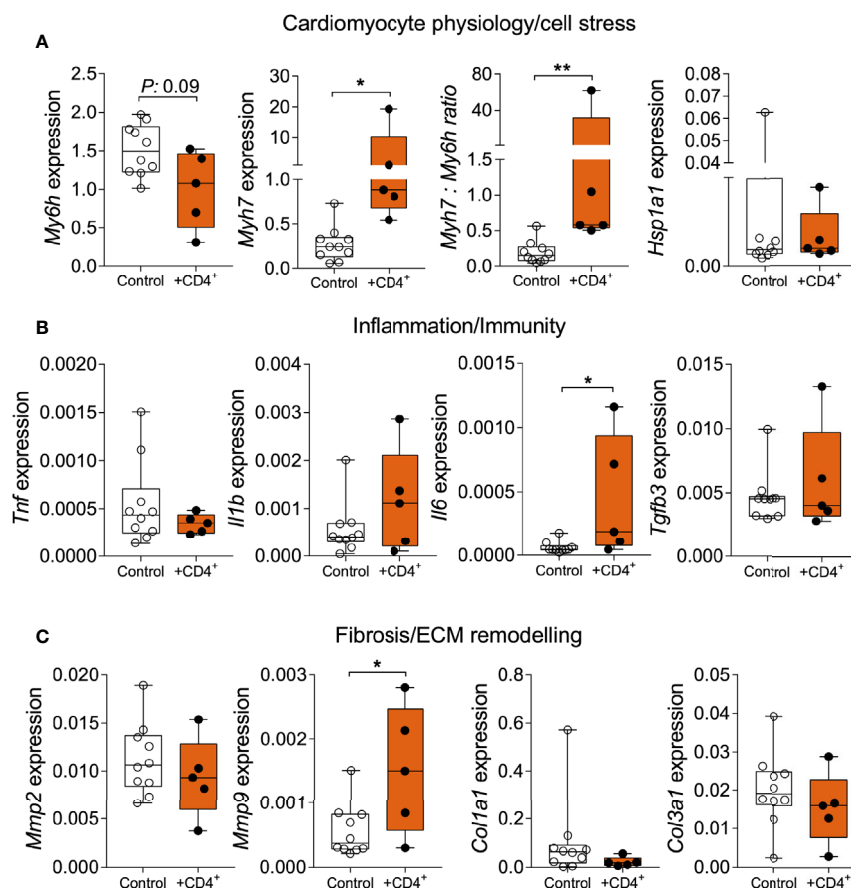 Cardiomyocyte physiology/cell stress
A
My6h expression
2.5
2.0
1.5
1.0
0.5
0.0
P: 0.09
Control +CD4+
Myh7 expression
30
20
10
1.5
1.0
0.5
0.0
*
Control +CD4+
Myh7 : My6h ratio
80
40
1.5
1.0
0.5
0.0
**
Control +CD4+
Hsp1a1 expression
0.08
0.07
0.06
0.05
0.04
0.00
Control +CD4+
B
Inflammation/Immunity
Tnf expression
0.0020
0.0015
0.0010
0.0005
0.0000
Control +CD4+
Il1b expression
0.004
0.003
0.002
0.001
0.000
Control +CD4+
Il6 expression
0.0015
0.0010
0.0005
0.0000
*
Control +CD4+
Tgfb3 expression
0.015
0.010
0.005
0.000
Control +CD4+
C
Fibrosis/ECM remodelling
Mmp2 expression
0.020
0.015
0.010
0.005
0.000
Control +CD4+
Mmp9 expression
0.003
0.002
0.001
0.000
*
Control +CD4+
Col1a1 expression
0.8
0.6
0.4
0.2
0.0
Control +CD4+
Col3a1 expression
0.05
0.04
0.03
0.02
0.01
0.00
Control +CD4+